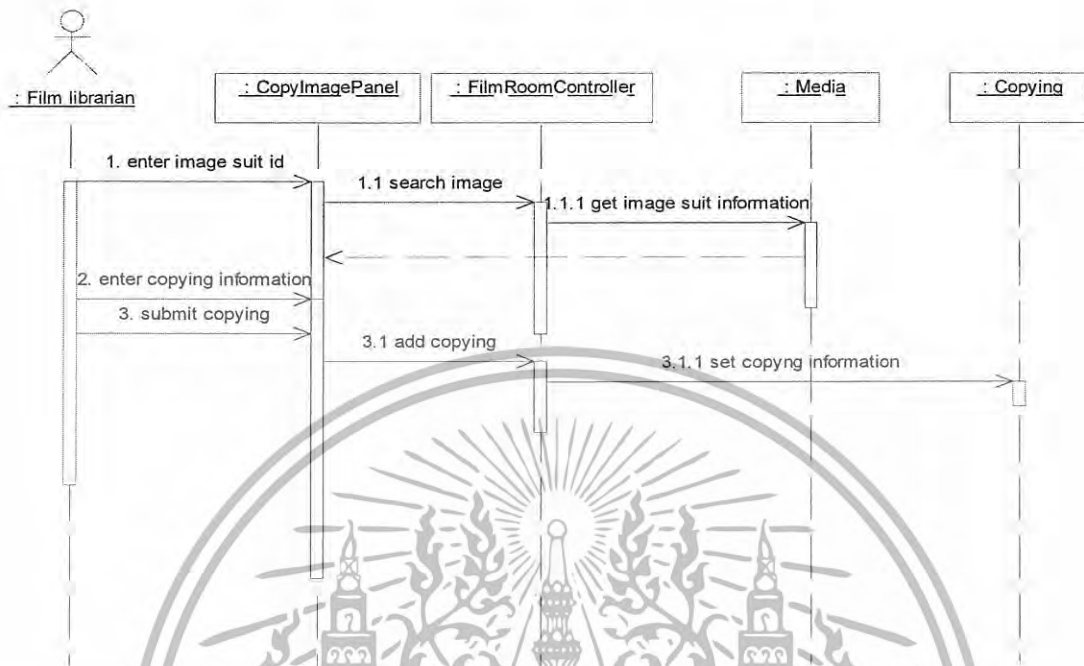 : Film librarian
: CopyImagePanel
: FilmRoomController
: Media
: Copying
1. enter image suit id
1.1 search image
1.1.1 get image suit information
2. enter copying information
3. submit copying
3.1 add copying
3.1.1 set copyng information